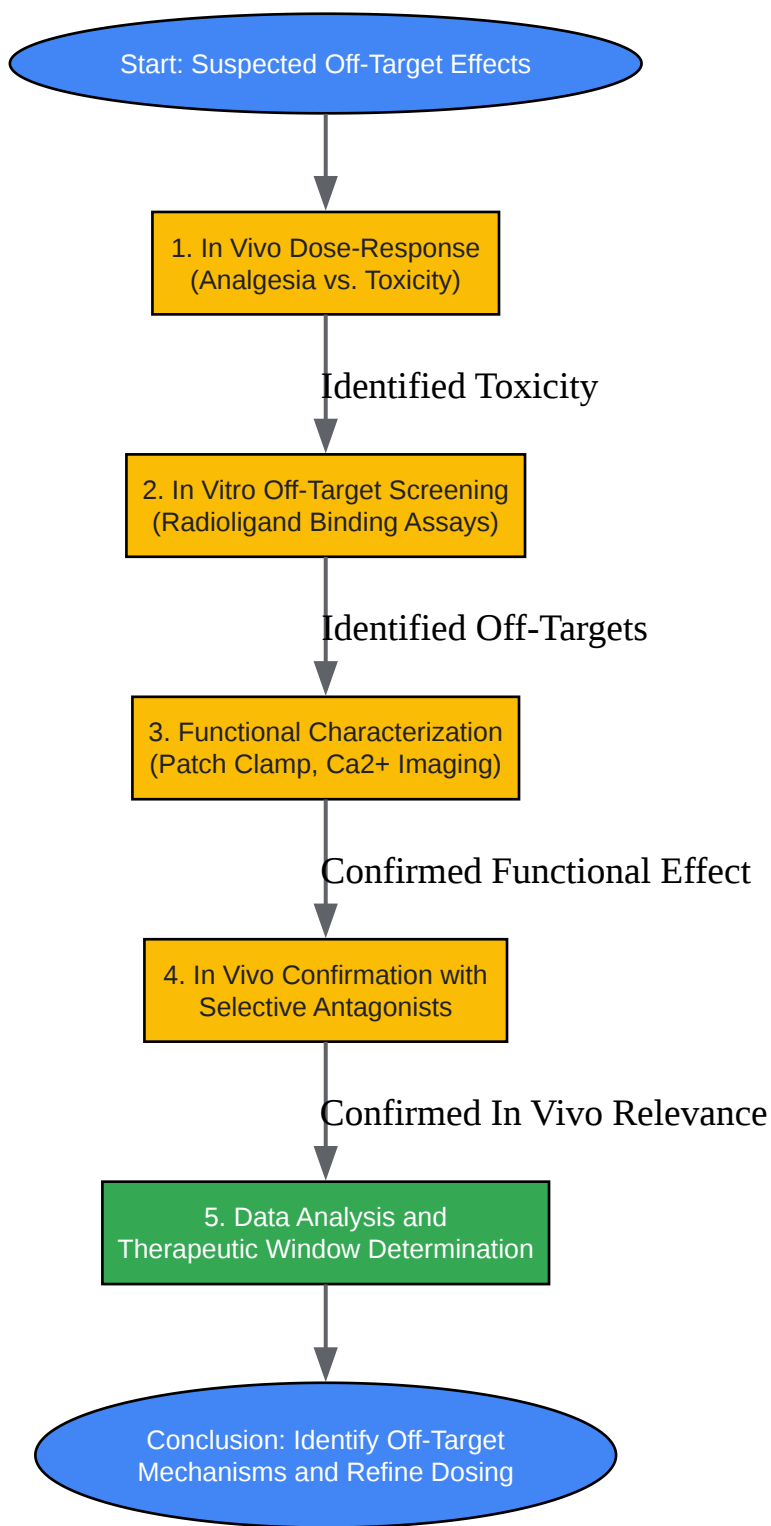 Start: Suspected Off-Target Effects
1. In Vivo Dose-Response
(Analgesia vs. Toxicity)
Identified Toxicity
2. In Vitro Off-Target Screening
(Radioligand Binding Assays)
Identified Off-Targets
3. Functional Characterization
(Patch Clamp, Ca2+ Imaging)
Confirmed Functional Effect
4. In Vivo Confirmation with
Selective Antagonists
Confirmed In Vivo Relevance
5. Data Analysis and
Therapeutic Window Determination
Conclusion: Identify Off-Target
Mechanisms and Refine Dosing